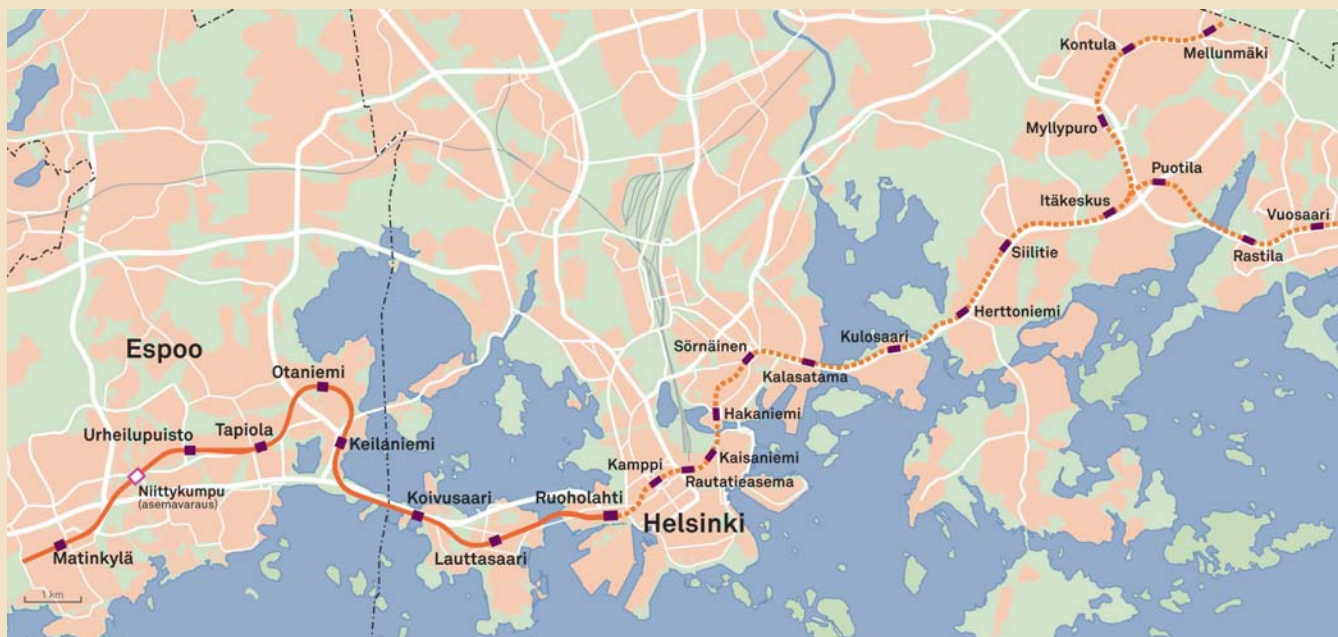 Kontula
Mellunmäki
Myllypuro
Puotila
Itäkeskus
Vuosaari
Siilitie
Rastila
Herttoniemi
Espoo
Sörnäinen
Kulosaari
Kalasatama
Otaniemi
Hakaniemi
Urheilupuisto
Tapiola
Keilaniemi
Kaisaniemi
Kamppi
Rautatieasema
Niittykumpu
(asemavaraus)
Koivusaari
Ruoholahti
Helsinki
Matinkylä
Lauttasaari
1 km